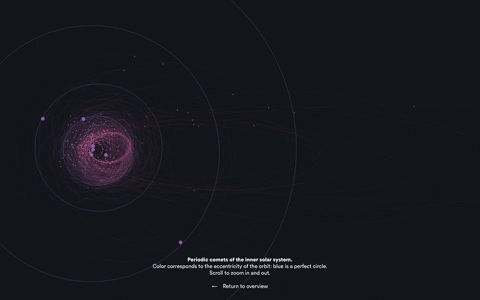 Periodic comets of the inner solar system.
Color corresponds to the eccentricity of the orbit: blue is a perfect circle.
Scroll to zoom in and out.
← Return to overview